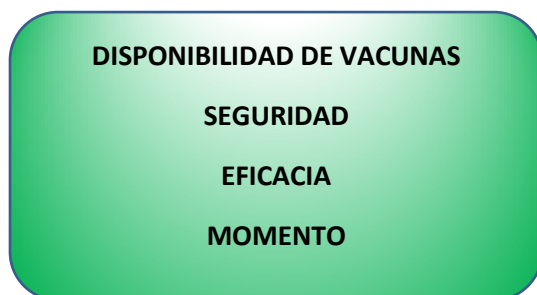 DISPONIBILIDAD DE VACUNAS
SEGURIDAD
EFICACIA
MOMENTO